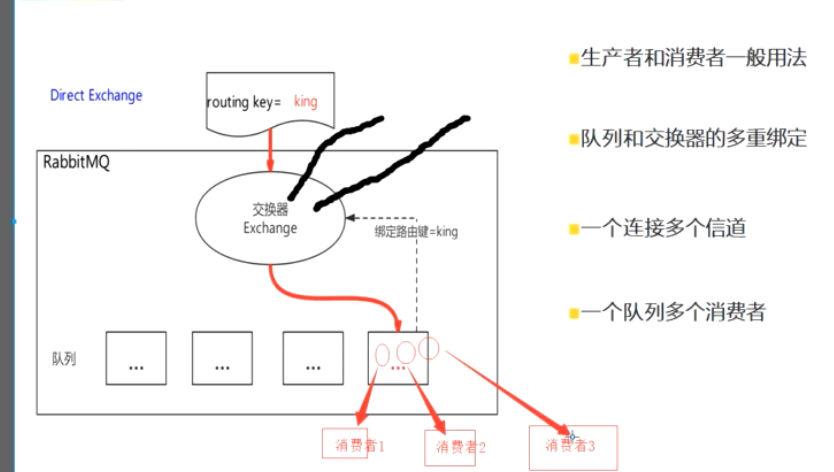 Direct Exchange
routing key= king
RabbitMQ
交换器
Exchange
绑定路由键=king
队列
...
...
...
...
消费者1
消费者2
消费者3
生产者和消费者一般用法
队列和交换器的多重绑定
一个连接多个信道
一个队列多个消费者